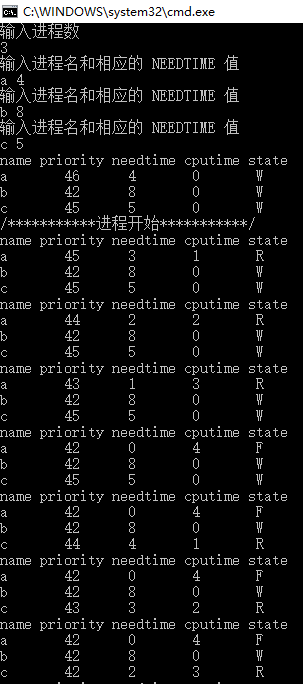 C:\WINDOWS\system32\cmd.exe
输入进程数
3
输入进程名和相应的 NEEDTIME 值
a 4
输入进程名和相应的 NEEDTIME 值
b 8
输入进程名和相应的 NEEDTIME 值
c 5
name priority needtime cputime state
a 46 4 0 W
b 42 8 0 W
c 45 5 0 W
/***********进程开始***********/
name priority needtime cputime state
a 45 3 1 R
b 42 8 0 W
c 45 5 0 W
name priority needtime cputime state
a 44 2 2 R
b 42 8 0 W
c 45 5 0 W
name priority needtime cputime state
a 43 1 3 R
b 42 8 0 W
c 45 5 0 W
name priority needtime cputime state
a 42 0 4 F
b 42 8 0 W
c 45 5 0 W
name priority needtime cputime state
a 42 0 4 F
b 42 8 0 W
c 44 4 1 R
name priority needtime cputime state
a 42 0 4 F
b 42 8 0 W
c 43 3 2 R
name priority needtime cputime state
a 42 0 4 F
b 42 8 0 W
c 42 2 3 R